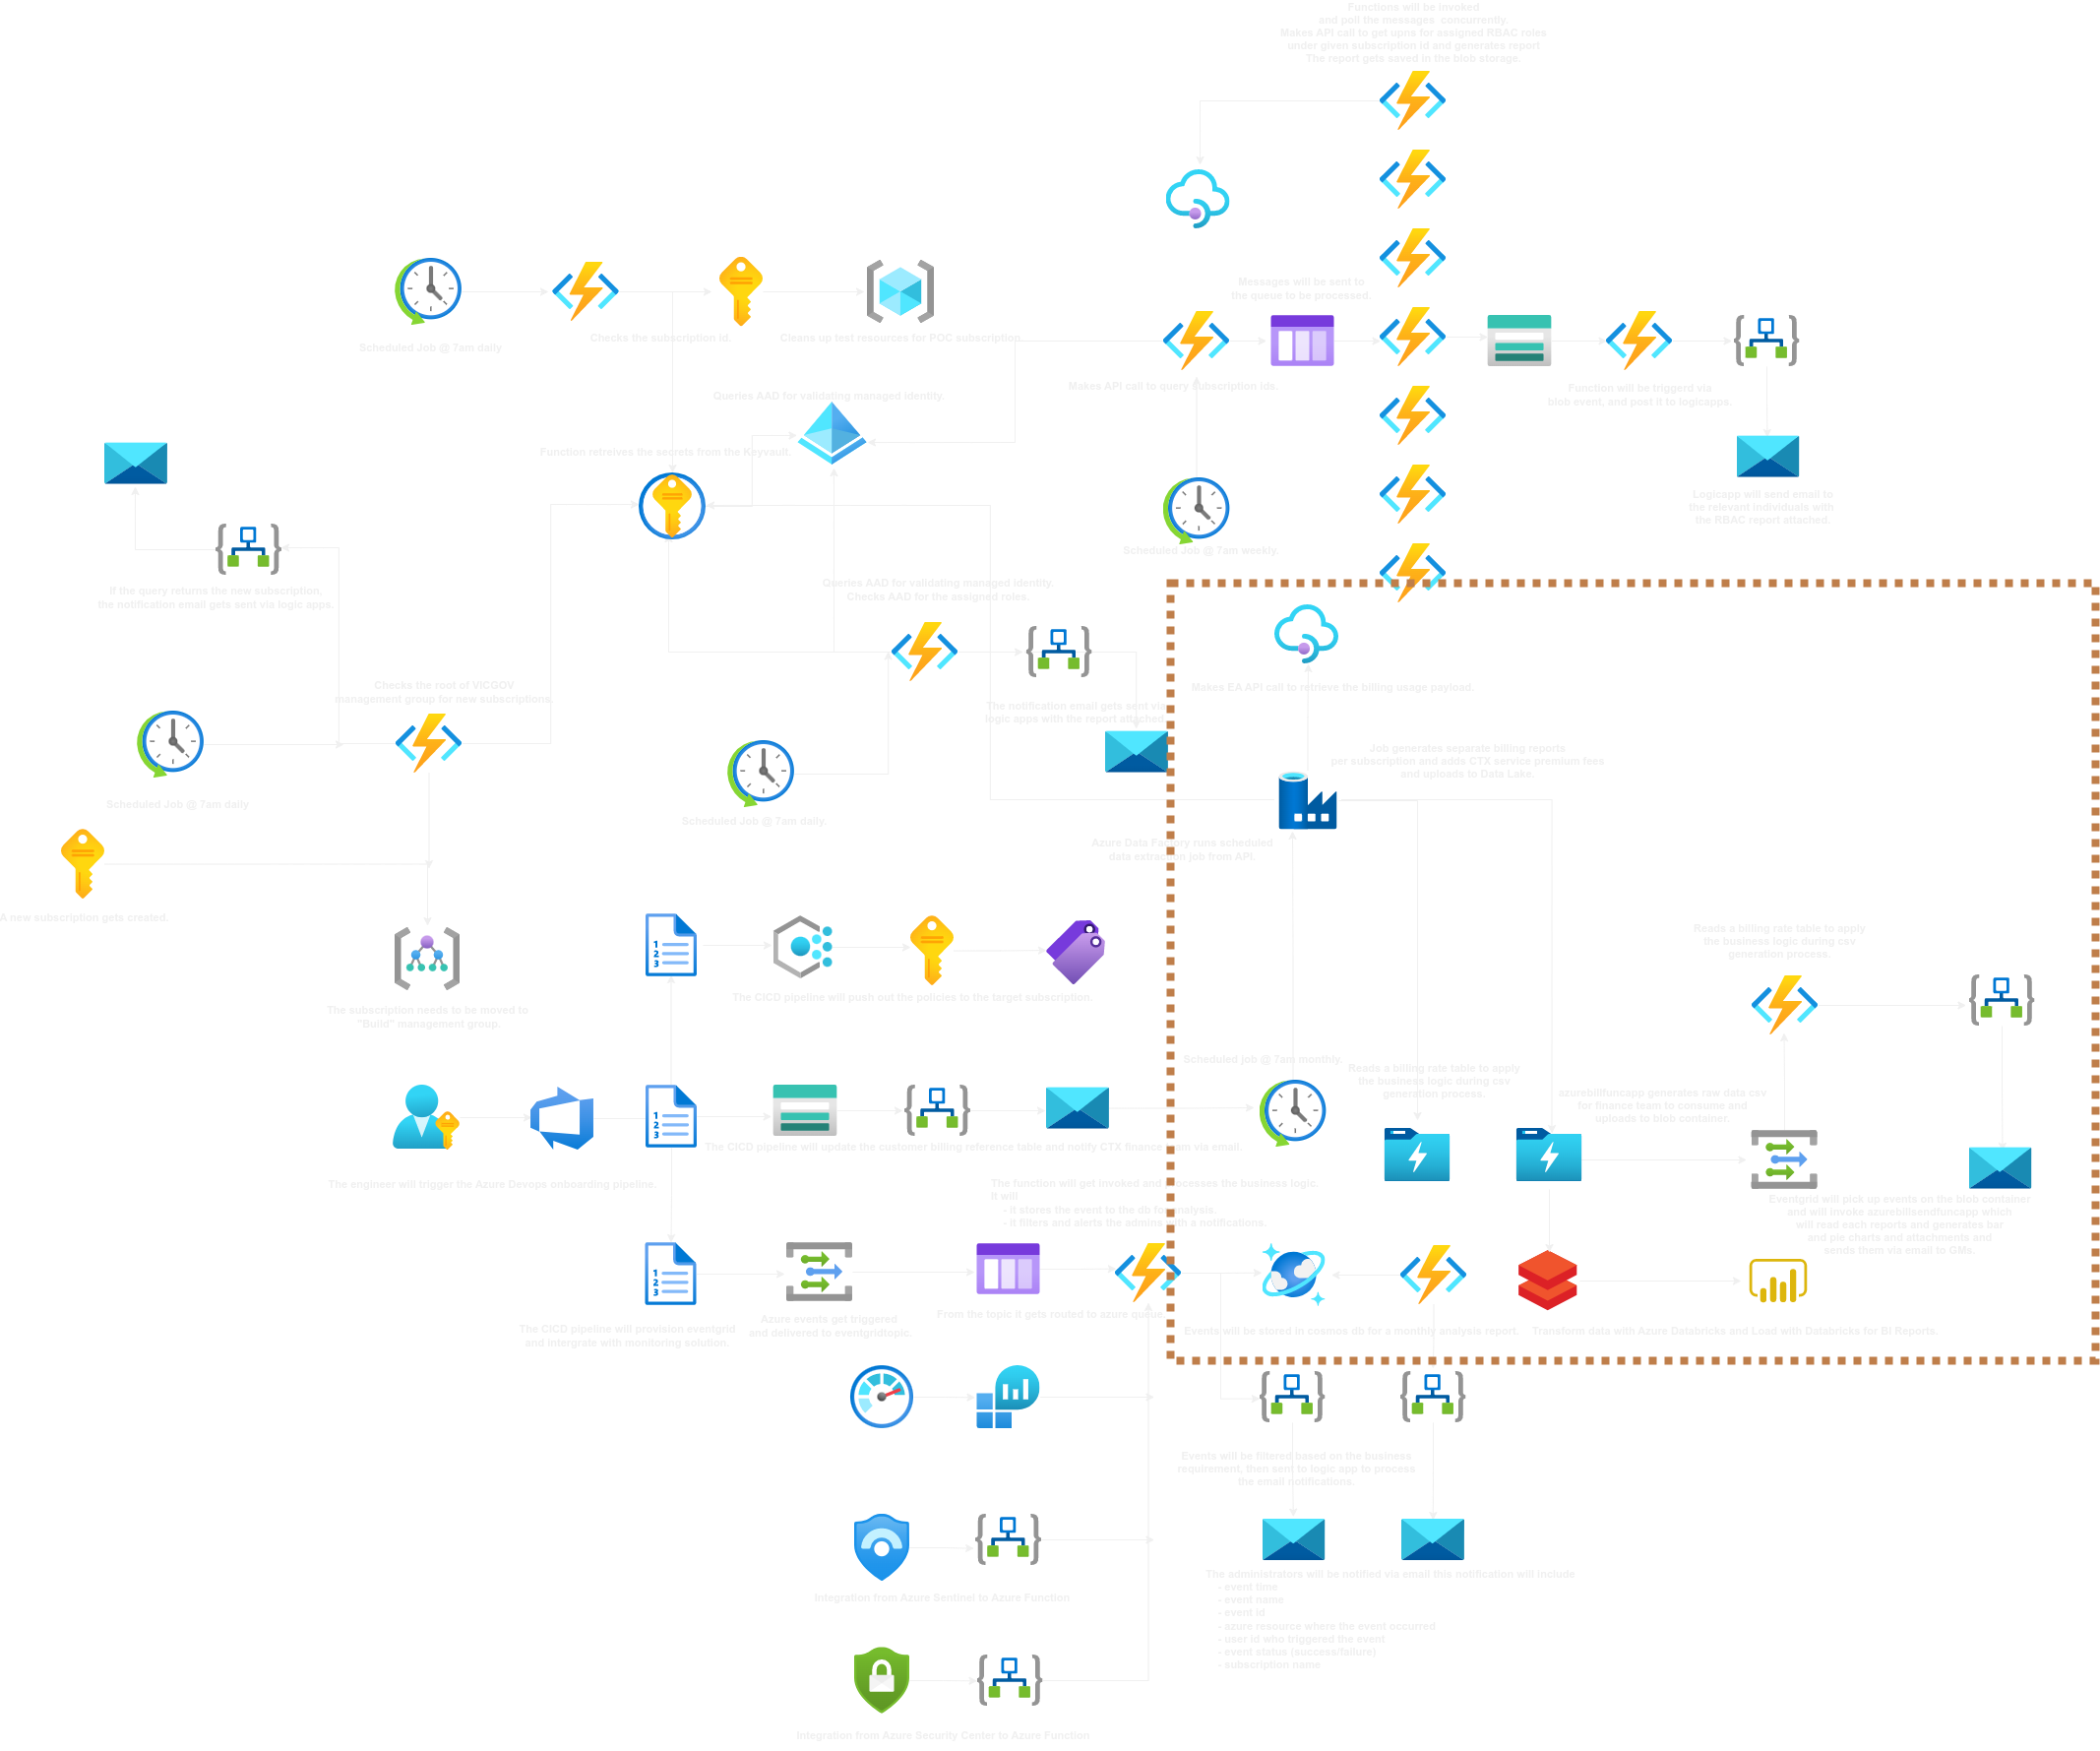 Functions will be invoked
and poll the messages concurrently.
Makes API call to get upns for assigned RBAC roles
under given subscription id and generates report
The report gets saved in the blob storage.
Messages will be sent to
the queue to be processed.
Scheduled Job @ 7am daily
Checks the subscription id.
Cleans up test resources for POC subscription.
Makes API call to query subscription ids.
Function will be triggerd via
blob event, and post it to logicapps.
Queries AAD for validating managed identity.
Function retreives the secrets from the Keyvault.
Logicapp will send email to
the relevant individuals with
the RBAC report attached.
Scheduled Job @ 7am weekly.
If the query returns the new subscription,
the notification email gets sent via logic apps.
Queries AAD for validating managed identity.
Checks AAD for the assigned roles.
Checks the root of VICGOV
management group for new subscriptions.
Makes EA API call to retrieve the billing usage payload.
The notification email gets sent via
logic apps with the report attached
Job generates separate billing reports
per subscription and adds CTX service premium fees
and uploads to Data Lake.
Scheduled Job @ 7am daily
Scheduled Job @ 7am daily.
Azure Data Factory runs scheduled
data extraction job from API.
A new subscription gets created.
Reads a billing rate table to apply
the business logic during csv
generation process.
The subscription needs to be moved to
"Build" management group.
1
2
3
The CICD pipeline will push out the policies to the target subscription.
Scheduled job @ 7am monthly.
Reads a billing rate table to apply
the business logic during csv
generation process.
azurebillfuncapp generates raw data csv
for finance team to consume and
uploads to blob container.
1
2
3
The CICD pipeline will update the customer billing reference table and notify CTX finance team via email.
The engineer will trigger the Azure Devops onboarding pipeline.
The function will get invoked and processes the business logic.
It will
- it stores the event to the db for analysis.
- it filters and alerts the admins with a notifications.
Eventgrid will pick up events on the blob container
and will invoke azurebillsendfuncapp which
will read each reports and generates bar
and pie charts and attachments and
sends them via email to GMs.
1
2
3
The CICD pipeline will provision eventgrid
and intergrate with monitoring solution.
Azure events get triggered
and delivered to eventgridtopic.
From the topic it gets routed to azure queue.
Events will be stored in cosmos db for a monthly analysis report.
Transform data with Azure Databricks and Load with Databricks for BI Reports.
Events will be filtered based on the business
requirement, then sent to logic app to process
the email notifications.
Integration from Azure Sentinel to Azure Function
The administrators will be notified via email this notification will include
- event time
- event name
- event id
- azure resource where the event occurred
- user id who triggered the event
- event status (success/failure)
- subscription name
Integration from Azure Security Center to Azure Function